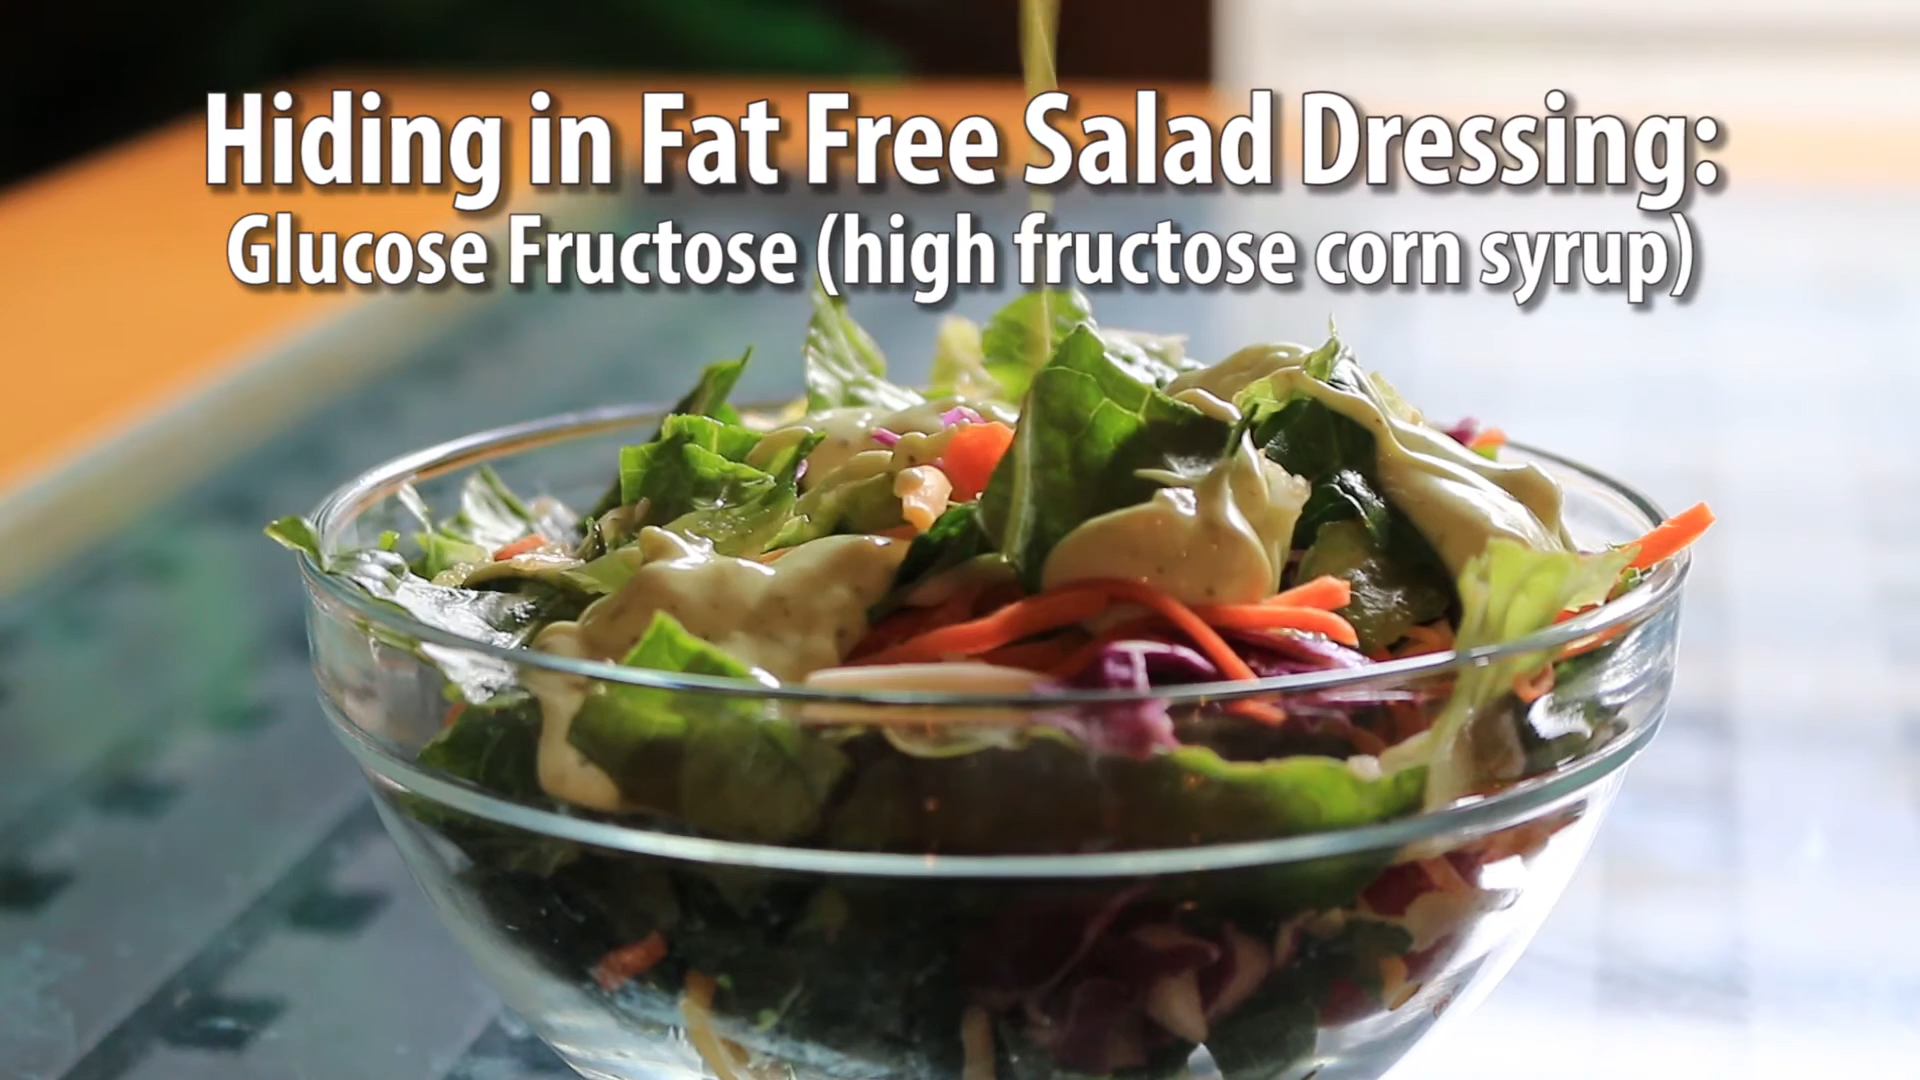 Hiding in Fat Free Salad Dressing:
Glucose Fructose (high fructose corn syrup)